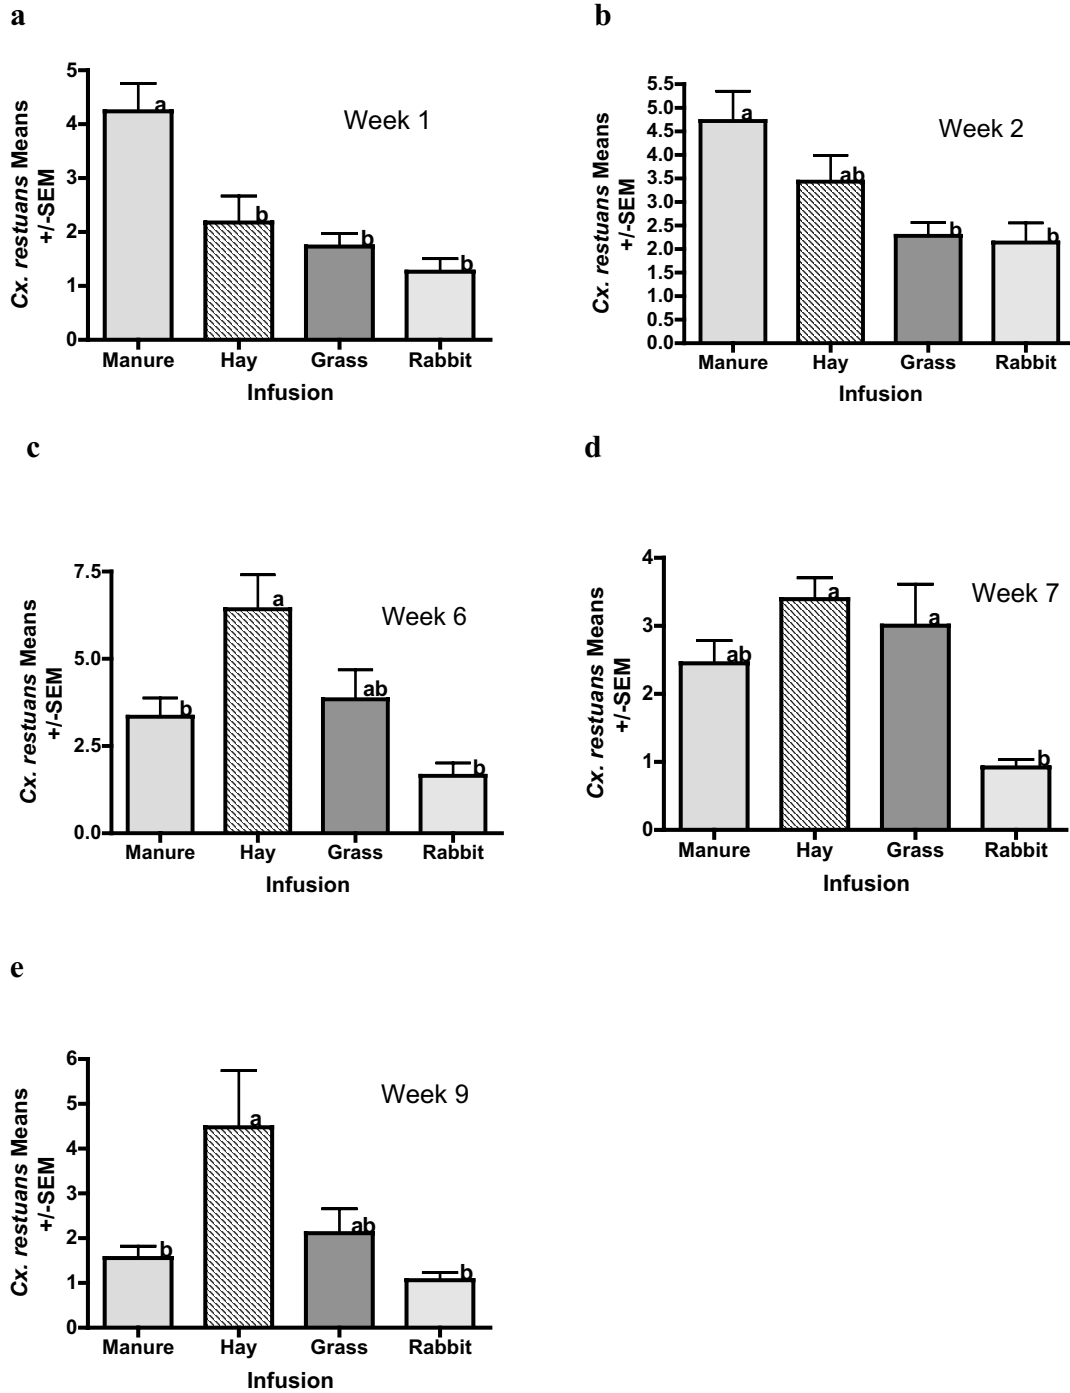 a
Cx. restuans Means
+/-SEM
5
4
3
2
1
0
Week 1
a
b
b
b
Manure Hay Grass Rabbit
Infusion
b
Cx. restuans Means
+/-SEM
5.5
5.0
4.5
4.0
3.5
3.0
2.5
2.0
1.5
1.0
0.5
0.0
Week 2
a
ab
b
b
Manure Hay Grass Rabbit
Infusion
c
Cx. restuans Means
+/-SEM
7.5
5.0
2.5
0.0
Week 6
b
a
ab
b
Manure Hay Grass Rabbit
Infusion
d
Cx. restuans Means
+/-SEM
4
3
2
1
0
Week 7
ab
a
a
b
Manure Hay Grass Rabbit
Infusion
e
Cx. restuans Means
+/-SEM
6
5
4
3
2
1
0
Week 9
b
a
ab
b
Manure Hay Grass Rabbit
Infusion